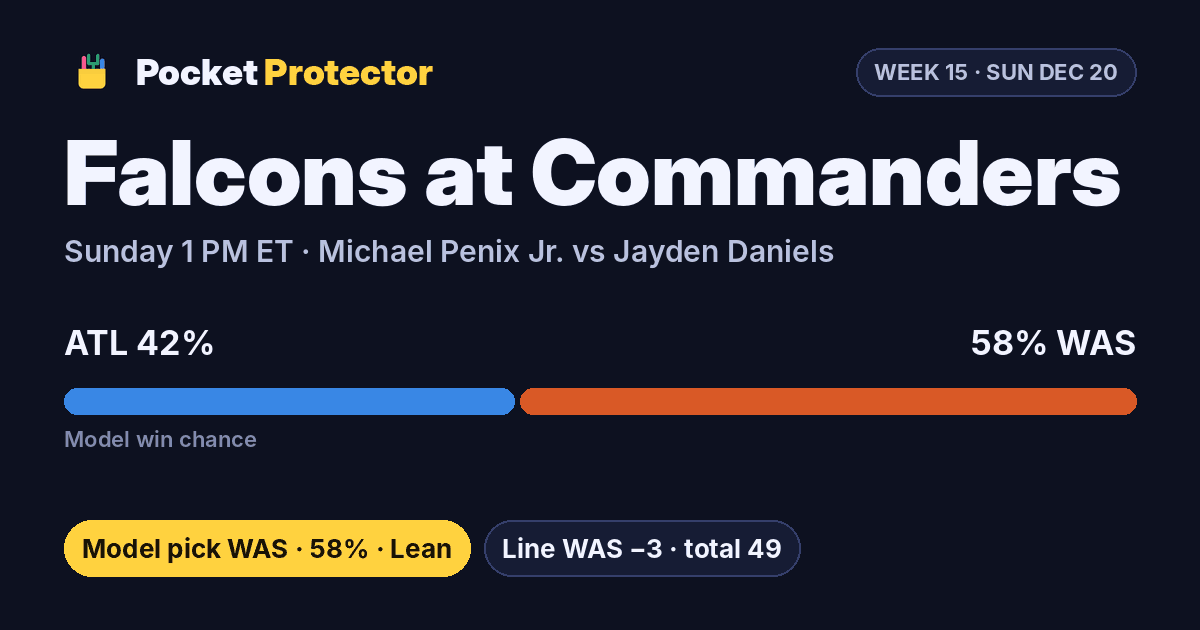 Pocket Protector
WEEK 15 · SUN DEC 20
Falcons at Commanders
Sunday 1 PM ET · Michael Penix Jr. vs Jayden Daniels
ATL 42%
58% WAS
Model win chance
Model pick WAS · 58% · Lean
Line WAS −3 · total 49